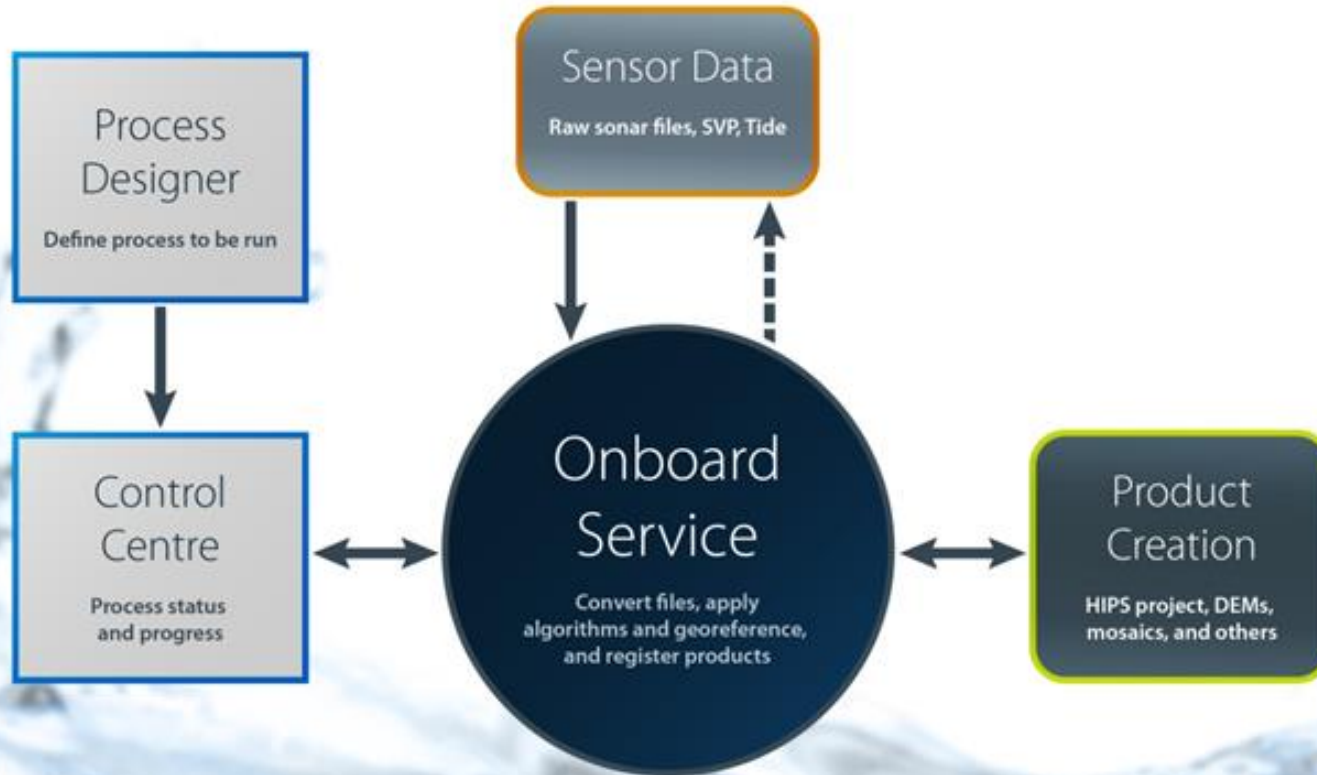 Process
Designer
Define process to be run
Sensor Data
Raw sonar files, SVP, Tide
Control
Centre
Process status
and progress
Onboard
Service
Convert files, apply
algorithms and georeference,
and register products
Product
Creation
HIPS project, DEMs,
mosaics, and others